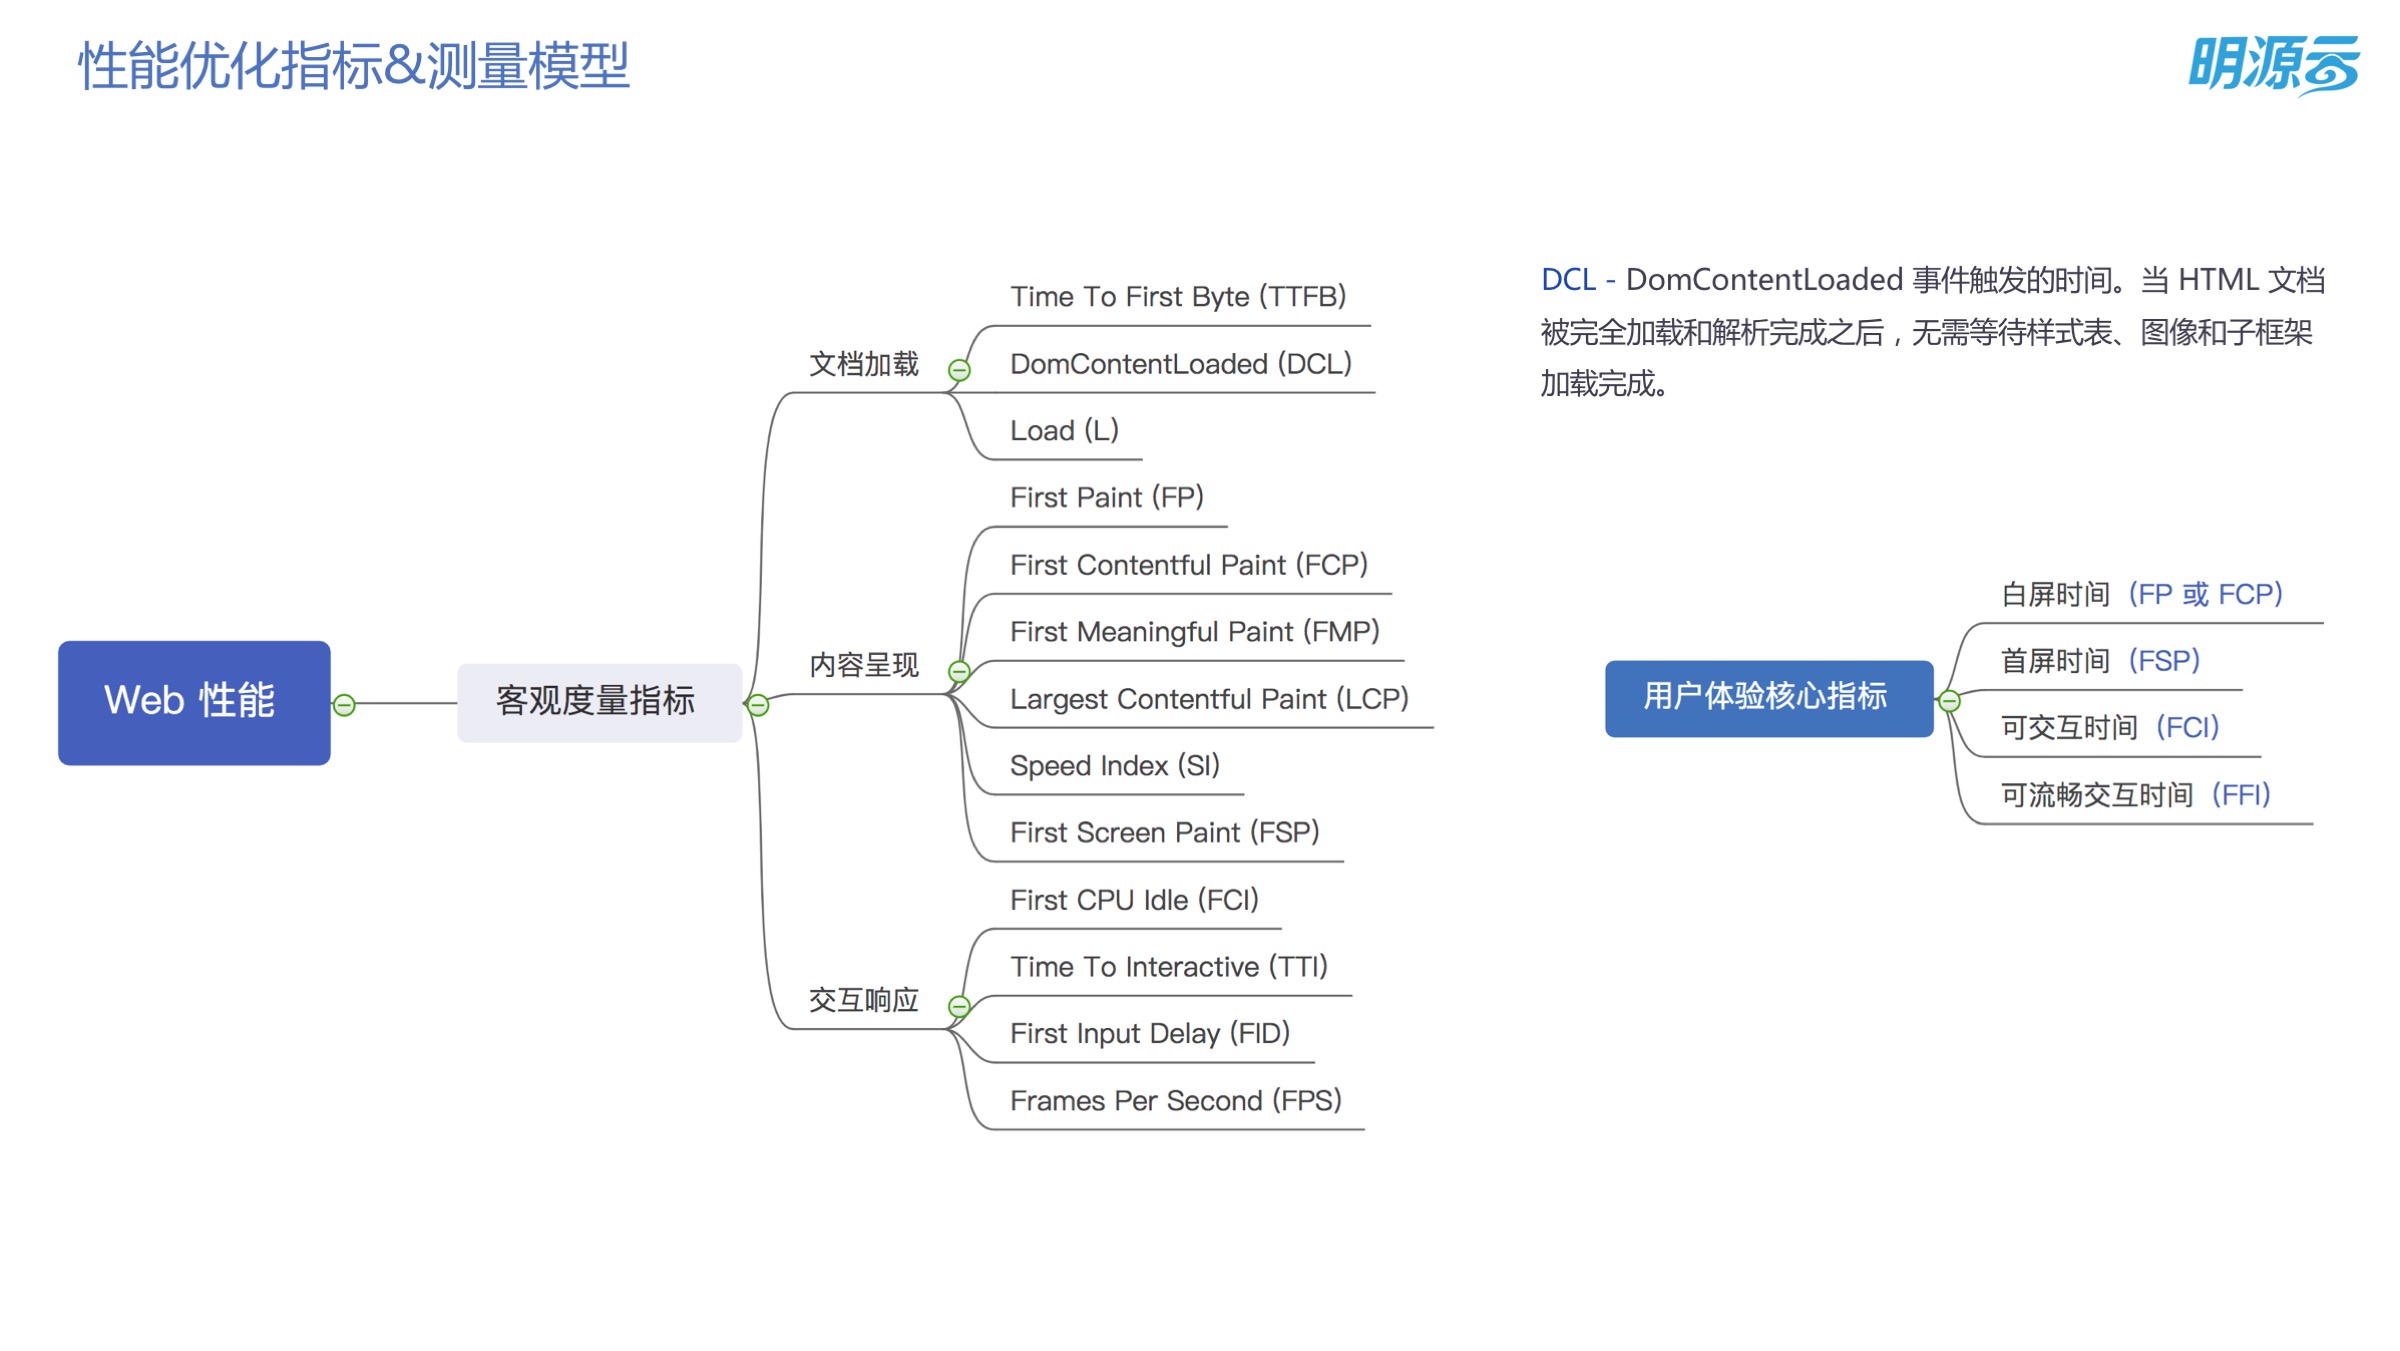 性能优化指标&测量模型
明源云
Web 性能
客观度量指标
文档加载
Time To First Byte (TTFB)
DomContentLoaded (DCL)
Load (L)
内容呈现
First Paint (FP)
First Contentful Paint (FCP)
First Meaningful Paint (FMP)
Largest Contentful Paint (LCP)
Speed Index (SI)
First Screen Paint (FSP)
交互响应
First CPU Idle (FCI)
Time To Interactive (TTI)
First Input Delay (FID)
Frames Per Second (FPS)
DCL - DomContentLoaded 事件触发的时间。当 HTML 文档
被完全加载和解析完成之后，无需等待样式表、图像和子框架
加载完成。
用户体验核心指标
白屏时间（FP 或 FCP）
首屏时间（FSP）
可交互时间（FCI）
可流畅交互时间（FFI）